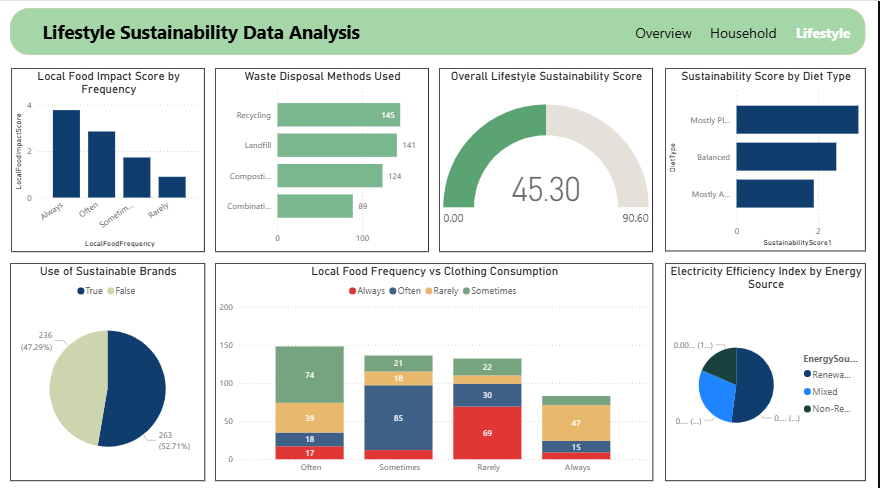 Lifestyle Sustainability Data Analysis
Overview Household Lifestyle
Local Food Impact Score by
Frequency
LocalFoodImpactScore
4
2
0
Always Often Sometim... Rarely
LocalFoodFrequency
Waste Disposal Methods Used
Recycling 145
Landfill 141
Composti... 124
Combinati... 89
0 100
Overall Lifestyle Sustainability Score
45.30
0.00 90.60
Sustainability Score by Diet Type
DietType
Mostly Pl...
Balanced
Mostly A...
0 2
SustainabilityScore1
Use of Sustainable Brands
True False
236
(47.29%)
263
(52.71%)
Local Food Frequency vs Clothing Consumption
Always Often Rarely Sometimes
200
150
100
50
0
74
39
18
17
21
18
85
22
30
69
47
15
Often Sometimes Rarely Always
Electricity Efficiency Index by Energy
Source
0.00... (1...)
0.... (...)
0.... (...)
EnergySou...
Renewa...
Mixed
Non-Re...